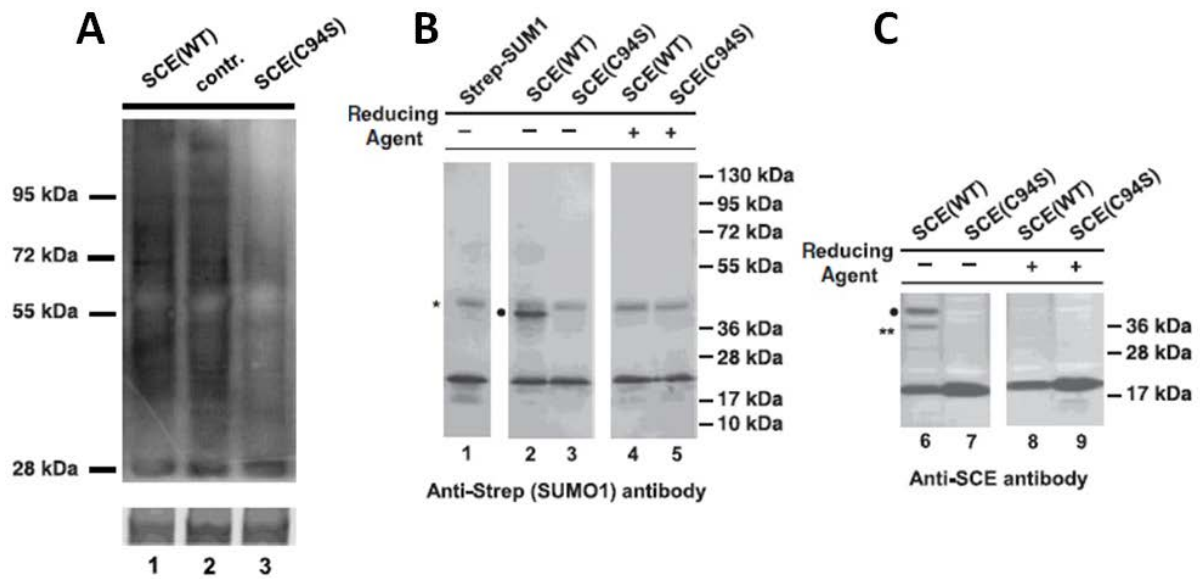 A
SCE(WT)
contr.
SCE(C94S)
95 kDa
72 kDa
55 kDa
28 kDa
1 2 3
B
Strep-SUM1
SCE(WT)
SCE(C94S)
SCE(WT)
SCE(C94S)
Reducing
Agent
– – – + +
130 kDa
95 kDa
72 kDa
55 kDa
*
•
36 kDa
28 kDa
17 kDa
10 kDa
1 2 3 4 5
Anti-Strep (SUMO1) antibody
C
SCE(WT)
SCE(C94S)
SCE(WT)
SCE(C94S)
Reducing
Agent
– – + +
•
**
36 kDa
28 kDa
17 kDa
6 7 8 9
Anti-SCE antibody